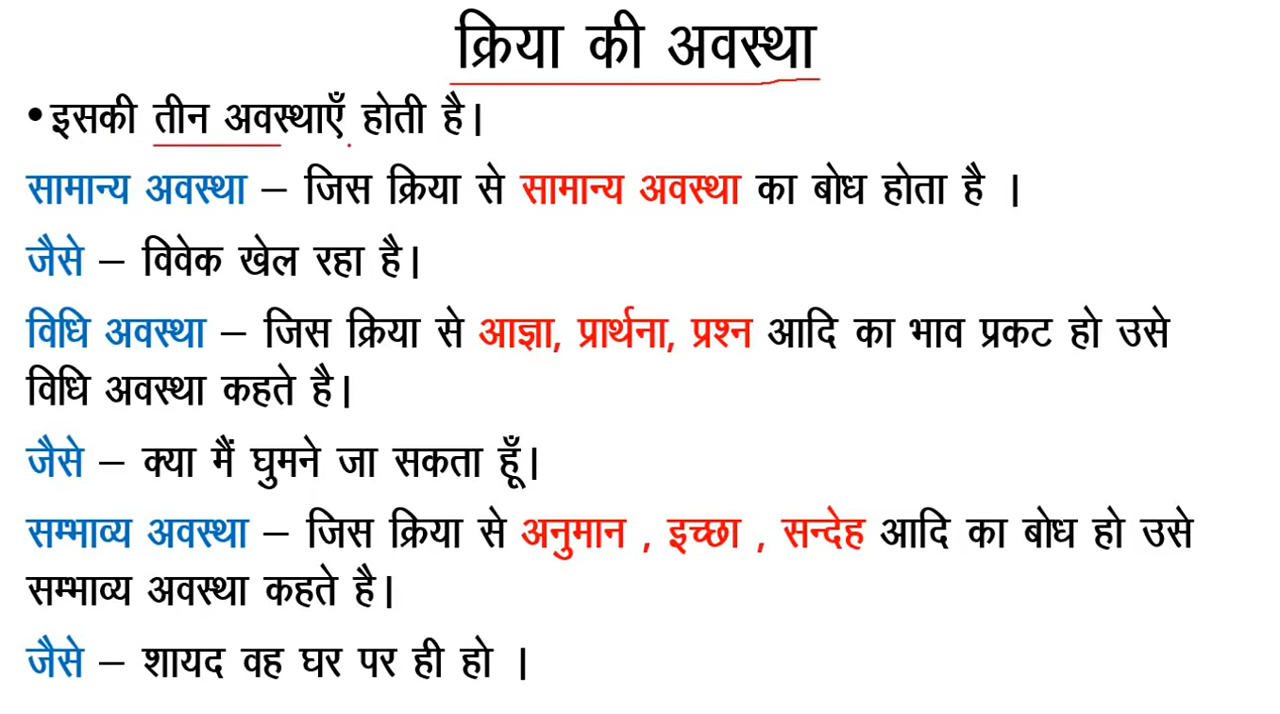 क्रिया की अवस्था
•इसकी तीन अवस्थाएँ होती है।
सामान्य अवस्था – जिस क्रिया से सामान्य अवस्था का बोध होता है ।
जैसे – विवेक खेल रहा है।
विधि अवस्था – जिस क्रिया से आज्ञा, प्रार्थना, प्रश्न आदि का भाव प्रकट हो उसे
विधि अवस्था कहते है।
जैसे – क्या मैं घुमने जा सकता हूँ।
सम्भाव्य अवस्था – जिस क्रिया से अनुमान , इच्छा , सन्देह आदि का बोध हो उसे
सम्भाव्य अवस्था कहते है।
जैसे – शायद वह घर पर ही हो ।